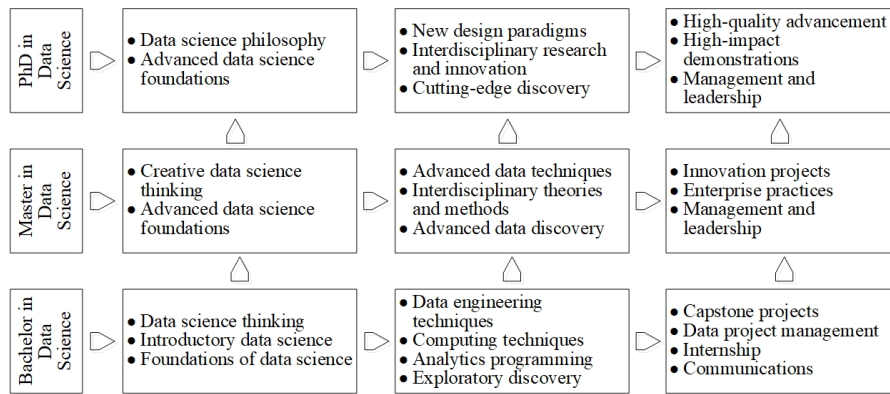 PhD in
Data
Science
● Data science philosophy
● Advanced data science
foundations
● New design paradigms
● Interdisciplinary research
and innovation
● Cutting-edge discovery
● High-quality advancement
● High-impact
demonstrations
● Management and
leadership
Master in
Data
Science
● Creative data science
thinking
● Advanced data science
foundations
● Advanced data techniques
● Interdisciplinary theories
and methods
● Advanced data discovery
● Innovation projects
● Enterprise practices
● Management and
leadership
Bachelor in
Data
Science
● Data science thinking
● Introductory data science
● Foundations of data science
● Data engineering
techniques
● Computing techniques
● Analytics programming
● Exploratory discovery
● Capstone projects
● Data project management
● Internship
● Communications